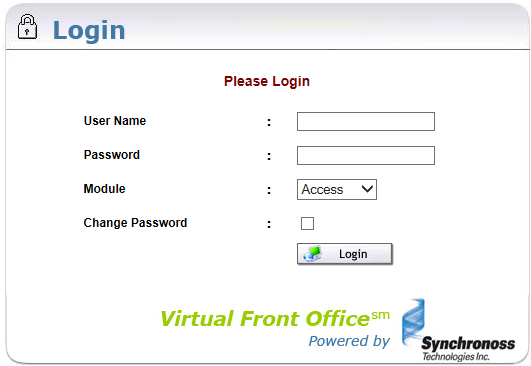 Login
Please Login
User Name :
Password :
Module : Access
Change Password :
Login
Virtual Front Office℠
Powered by Synchronoss
Technologies Inc.